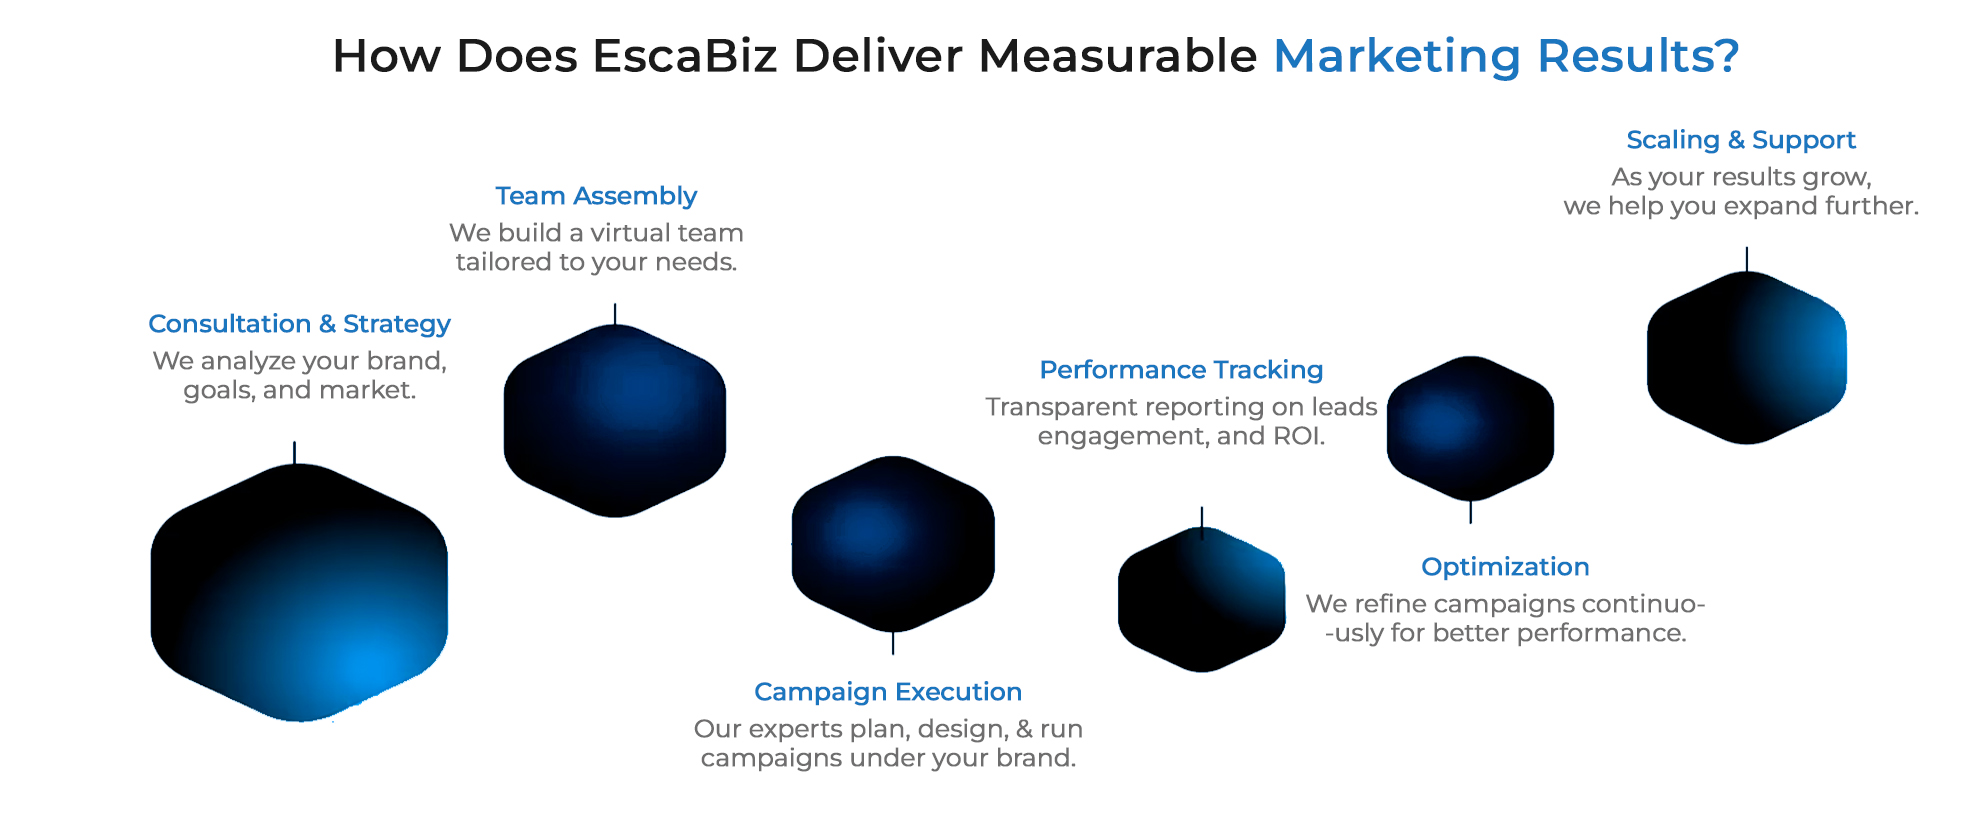 How Does EscaBiz Deliver Measurable Marketing Results?
Consultation & Strategy
We analyze your brand,
goals, and market.
Team Assembly
We build a virtual team
tailored to your needs.
Campaign Execution
Our experts plan, design, & run
campaigns under your brand.
Performance Tracking
Transparent reporting on leads
engagement, and ROI.
Optimization
We refine campaigns continuo-
-usly for better performance.
Scaling & Support
As your results grow,
we help you expand further.